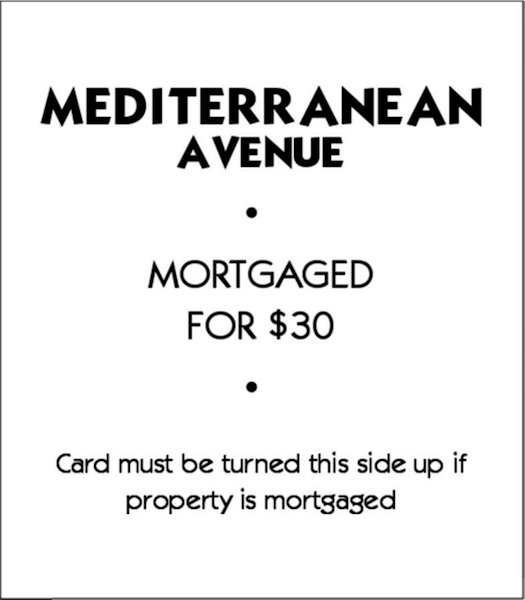 MEDITERRANEAN
AVENUE
•
MORTGAGED
FOR $30
•
Card must be turned this side up if
property is mortgaged